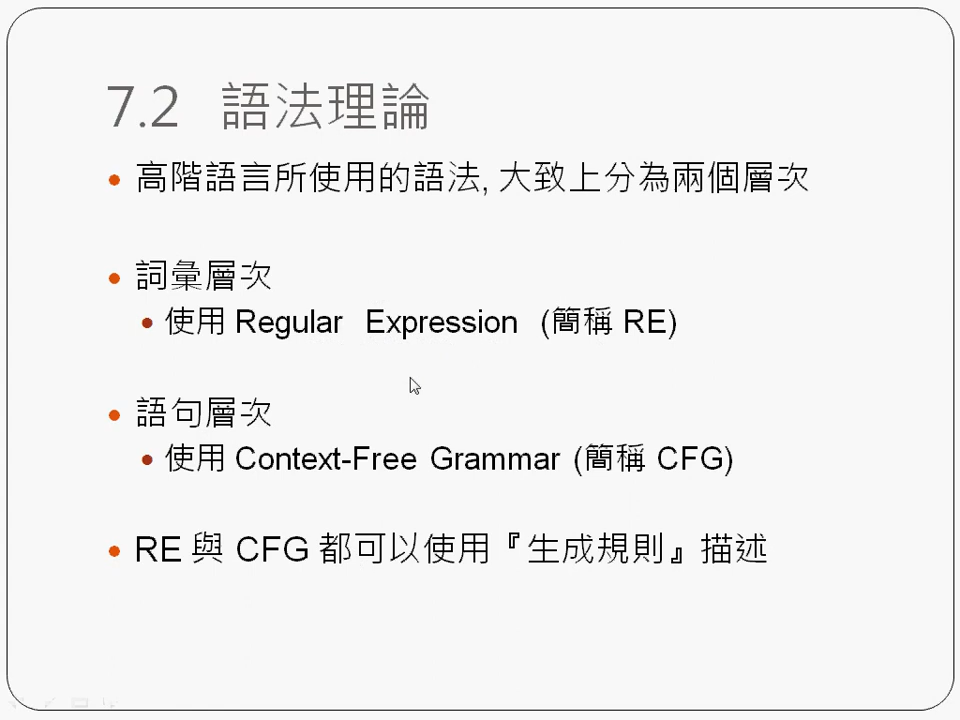 7.2 語法理論
高階語言所使用的語法, 大致上分為兩個層次
詞彙層次
使用 Regular Expression (簡稱 RE)
語句層次
使用 Context-Free Grammar (簡稱 CFG)
RE 與 CFG 都可以使用『生成規則』描述